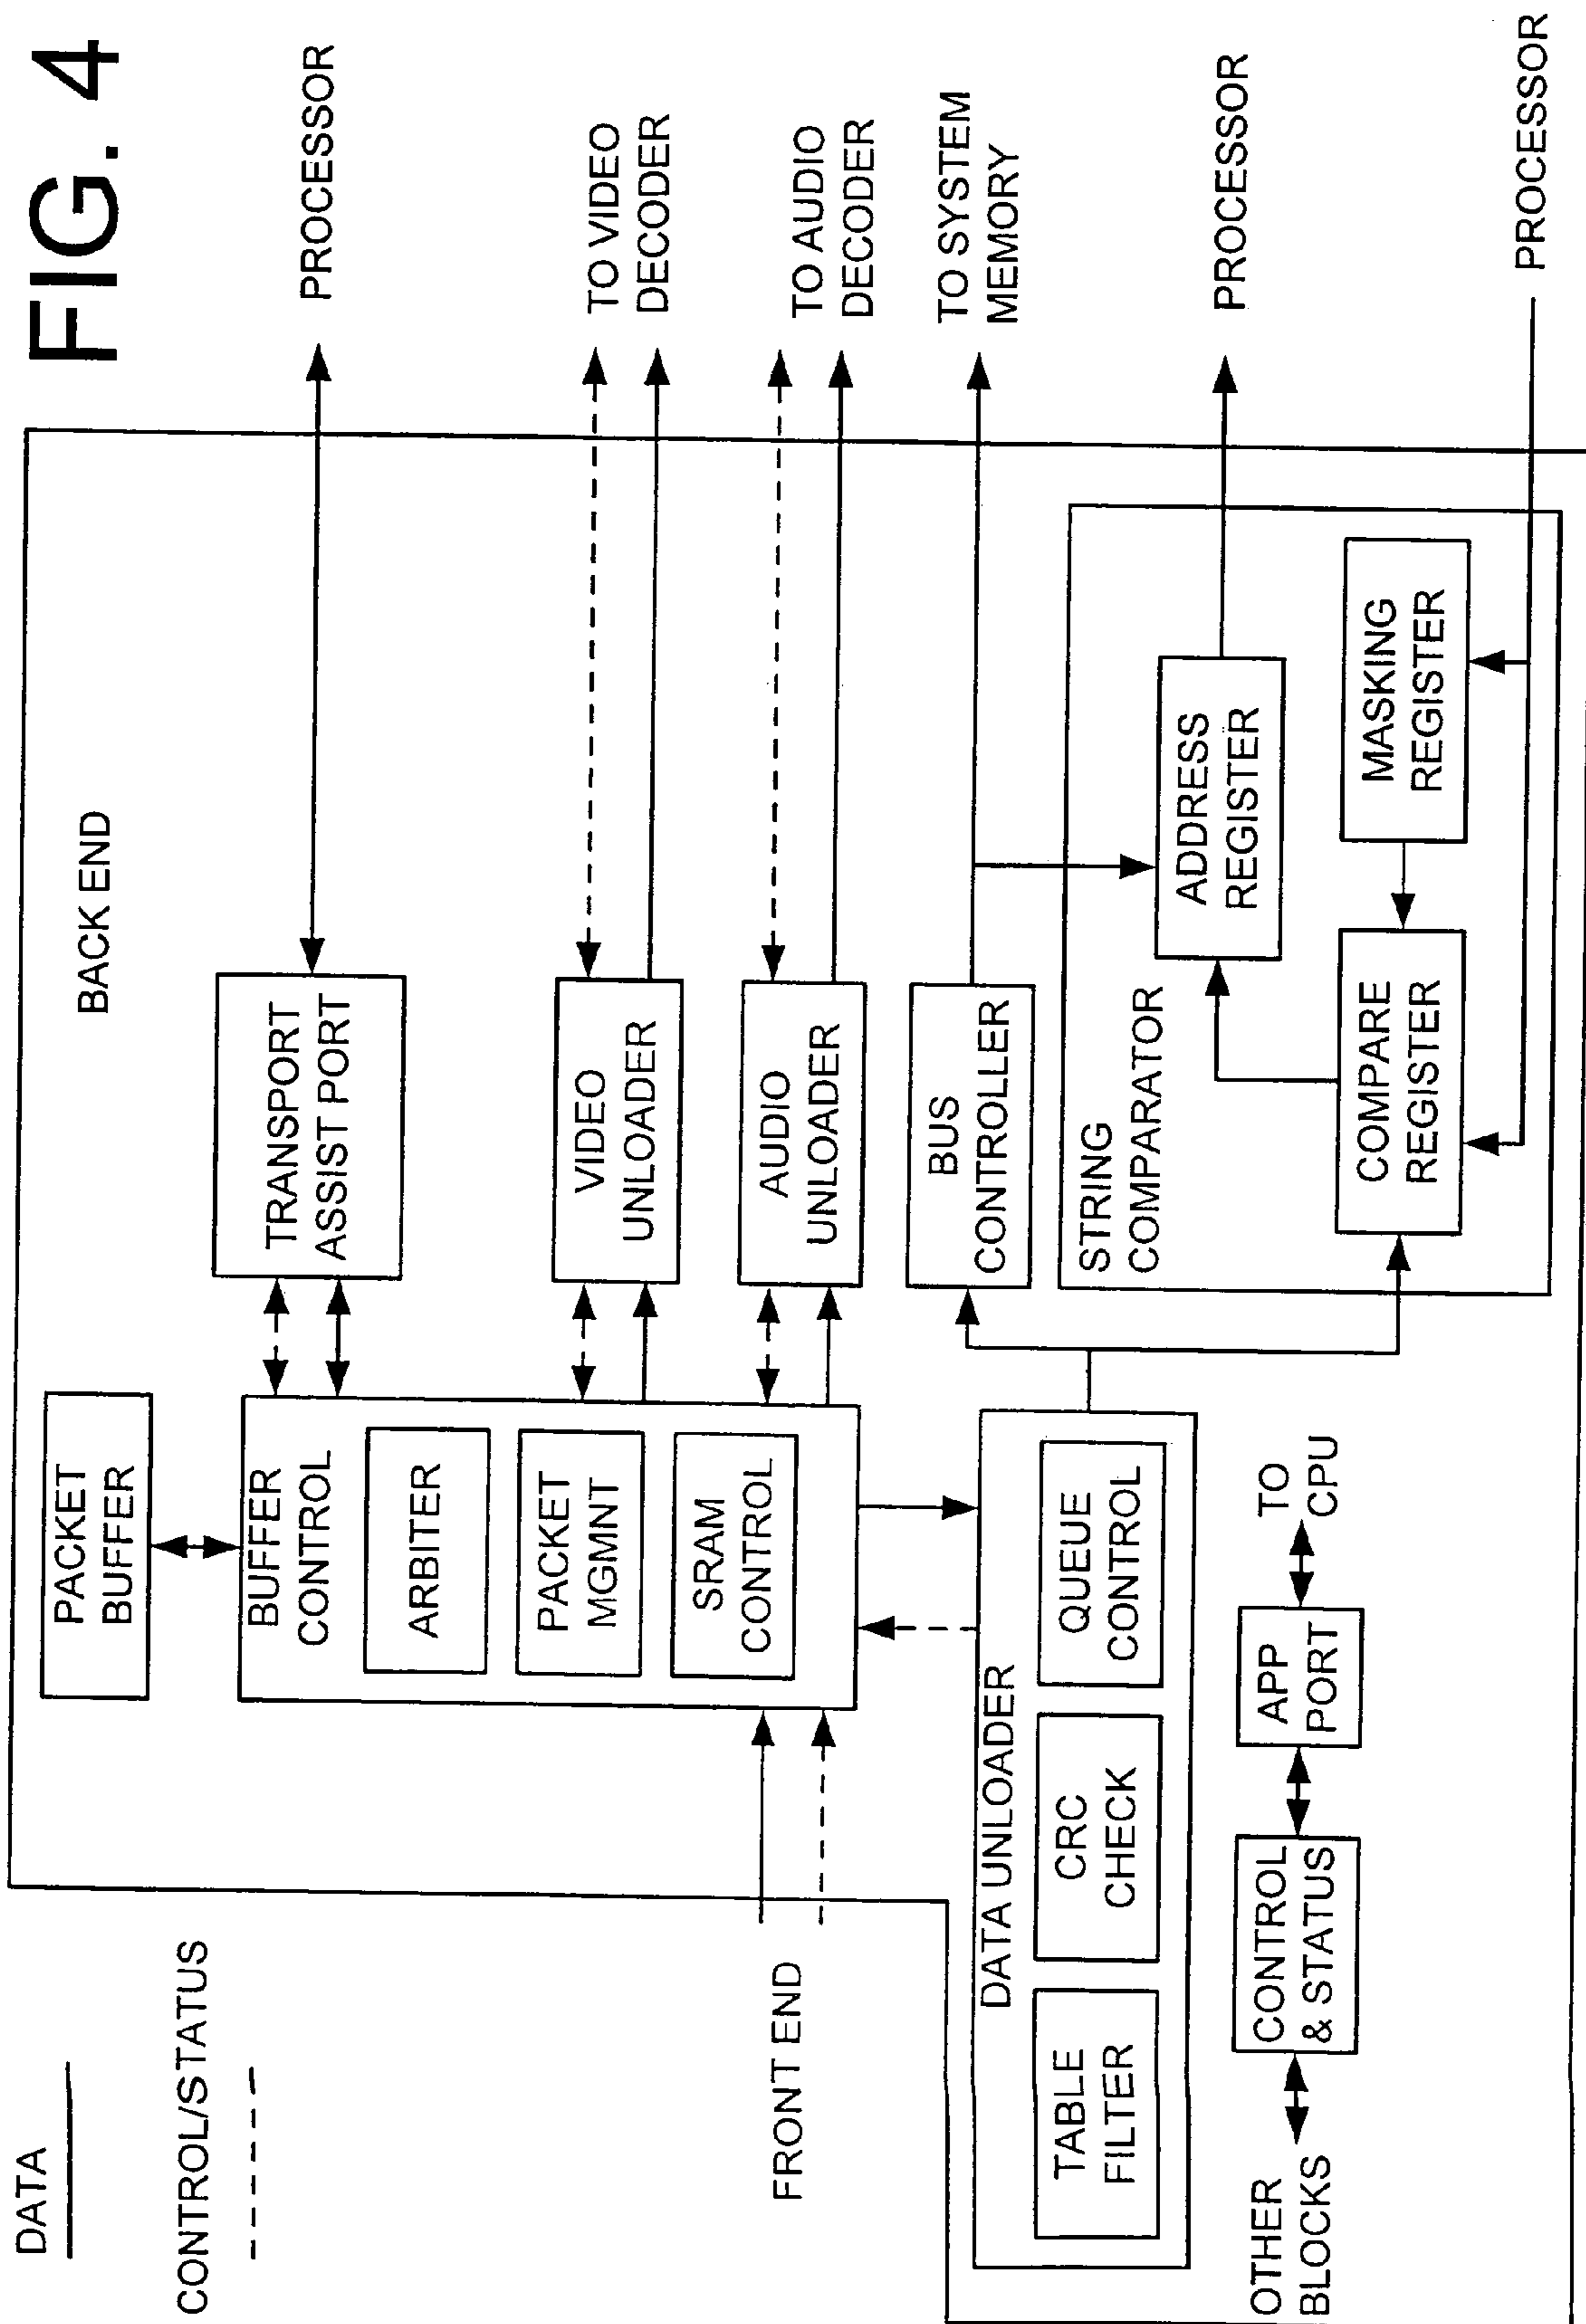 FIG. 4
DATA
CONTROL/STATUS
BACK END
PACKET
BUFFER
BUFFER
CONTROL
ARBITER
PACKET
MGMNT
SRAM
CONTROL
TRANSPORT
ASSIST PORT
PROCESSOR
VIDEO
UNLOADER
TO VIDEO
DECODER
AUDIO
UNLOADER
TO AUDIO
DECODER
FRONT END
BUS
CONTROLLER
TO SYSTEM
MEMORY
DATA UNLOADER
TABLE
FILTER
CRC
CHECK
QUEUE
CONTROL
STRING
COMPARATOR
ADDRESS
REGISTER
PROCESSOR
COMPARE
REGISTER
MASKING
REGISTER
PROCESSOR
OTHER
BLOCKS
CONTROL
& STATUS
APP
PORT
TO
CPU